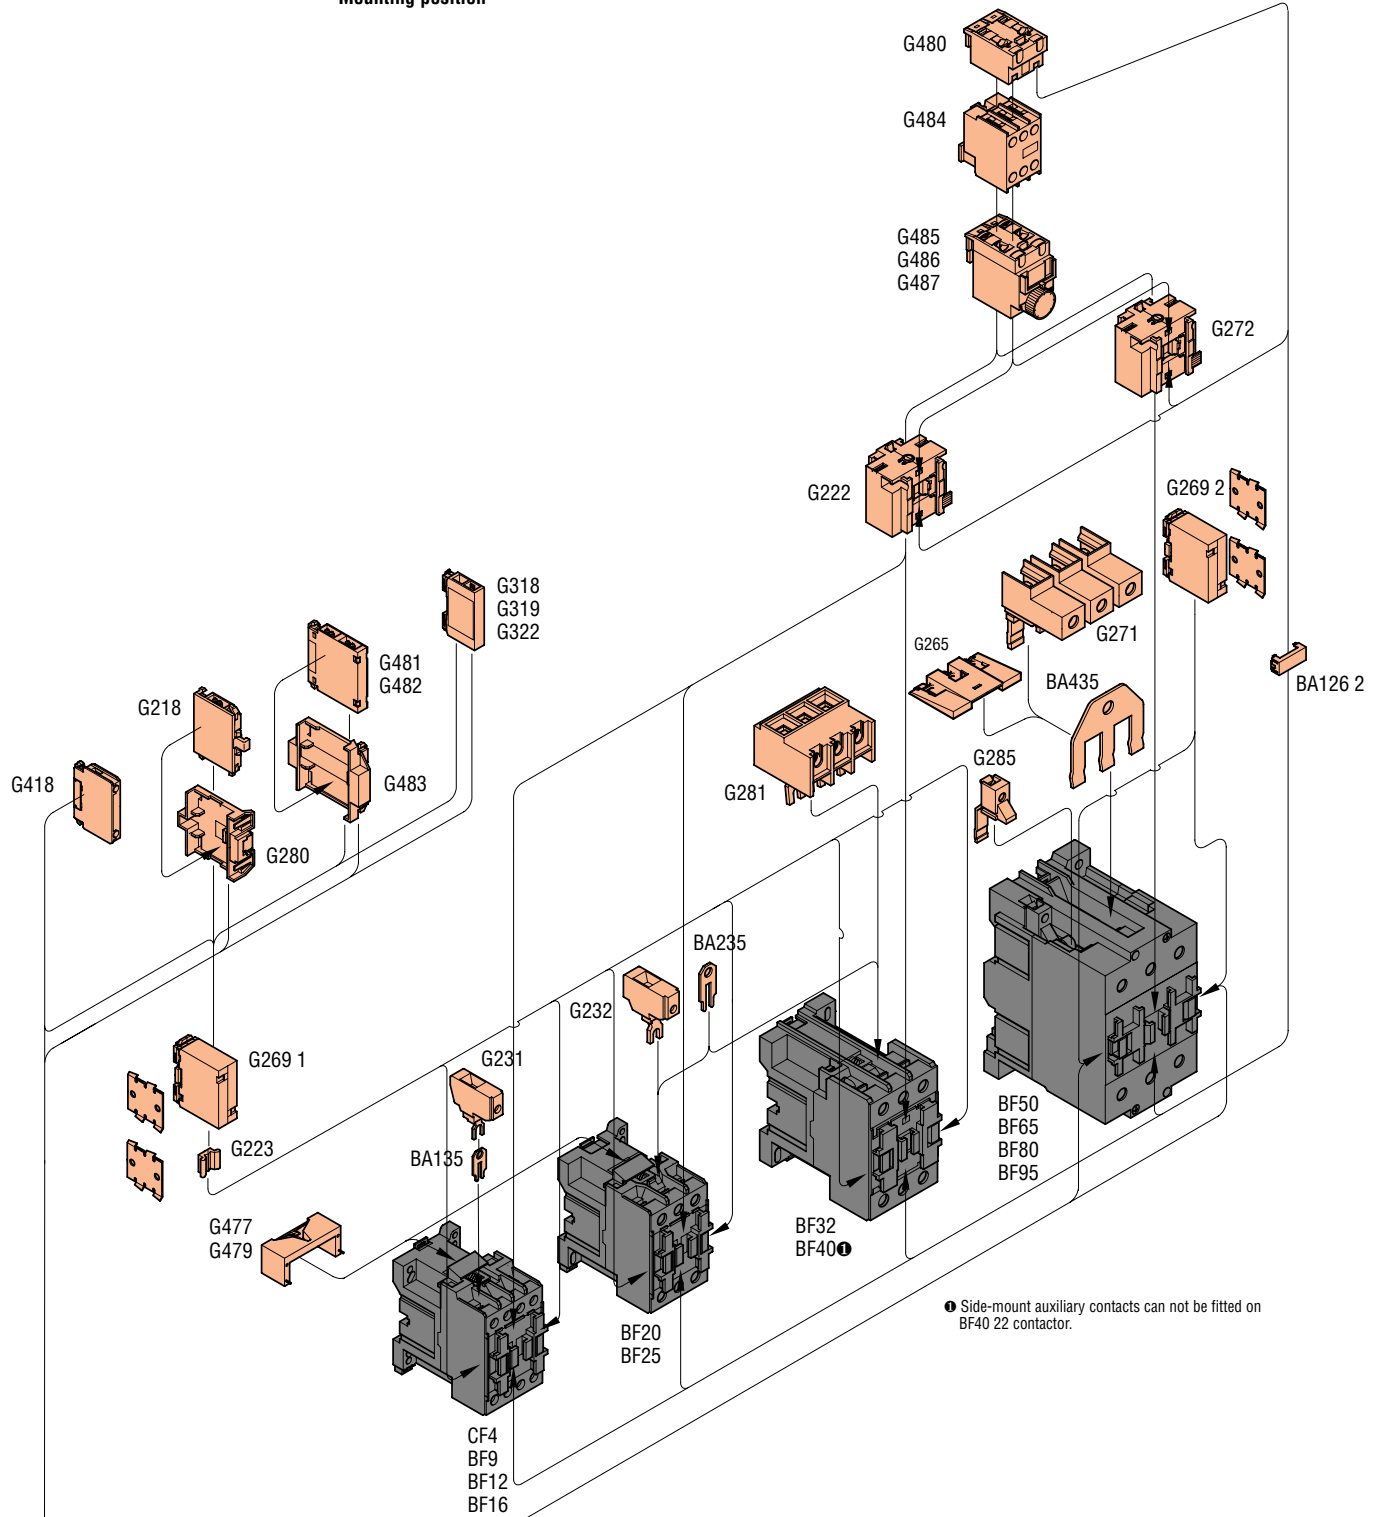 Mounting position
G480
G484
G485
G486
G487
G272
G222
G269 2
G318
G319
G322
G271
G481
G482
G265
BA435
BA126 2
G218
G418
G483
G281
G285
G280
BA235
G232
G269 1
G231
G223
BA135
BF50
BF65
BF80
BF95
G477
G479
BF32
BF40❶
❶ Side-mount auxiliary contacts can not be fitted on
BF40 22 contactor.
BF20
BF25
CF4
BF9
BF12
BF16